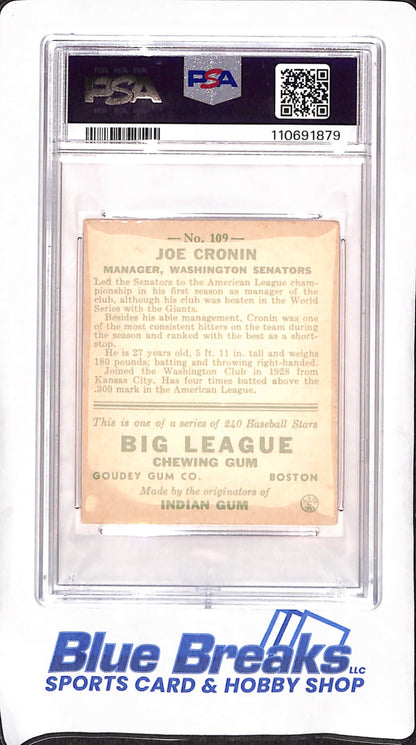 PSA
PSA
110691879
—No. 109—
JOE CRONIN
MANAGER, WASHINGTON SENATORS
Led the Senators to the American League cham-
pionship in his first season as manager of the
club, although his club was beaten in the World
Series with the Giants.
Besides his able management, Cronin was one
of the most consistent hitters on the team during
the season and ranked with the best as a short-
stop.
He is 27 years old, 5 ft. 11 in. tall and weighs
180 pounds; batting and throwing right-handed.
Joined the Washington Club in 1928 from
Kansas City. Has four times batted above the
.300 mark in the American League.
This is one of a series of 240 Baseball Stars
BIG LEAGUE
CHEWING GUM
GOUDEY GUM CO. BOSTON
Made by the originators of
INDIAN GUM
Blue Breaks LLC
SPORTS CARD & HOBBY SHOP